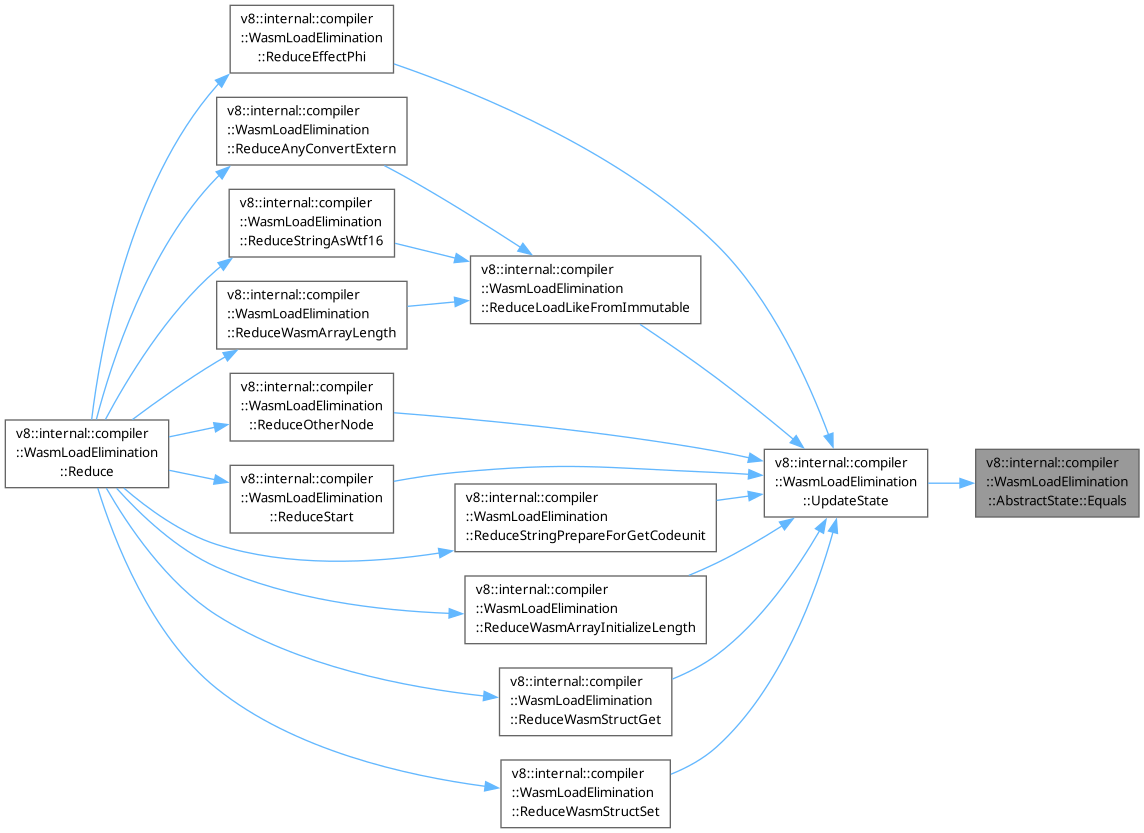 v8::internal::compiler
::WasmLoadElimination
::ReduceEffectPhi
v8::internal::compiler
::WasmLoadElimination
::ReduceAnyConvertExtern
v8::internal::compiler
::WasmLoadElimination
::ReduceStringAsWtf16
v8::internal::compiler
::WasmLoadElimination
::ReduceLoadLikeFromImmutable
v8::internal::compiler
::WasmLoadElimination
::ReduceWasmArrayLength
v8::internal::compiler
::WasmLoadElimination
::ReduceOtherNode
v8::internal::compiler
::WasmLoadElimination
::Reduce
v8::internal::compiler
::WasmLoadElimination
::UpdateState
v8::internal::compiler
::WasmLoadElimination
::AbstractState::Equals
v8::internal::compiler
::WasmLoadElimination
::ReduceStart
v8::internal::compiler
::WasmLoadElimination
::ReduceStringPrepareForGetCodeunit
v8::internal::compiler
::WasmLoadElimination
::ReduceWasmArrayInitializeLength
v8::internal::compiler
::WasmLoadElimination
::ReduceWasmStructGet
v8::internal::compiler
::WasmLoadElimination
::ReduceWasmStructSet